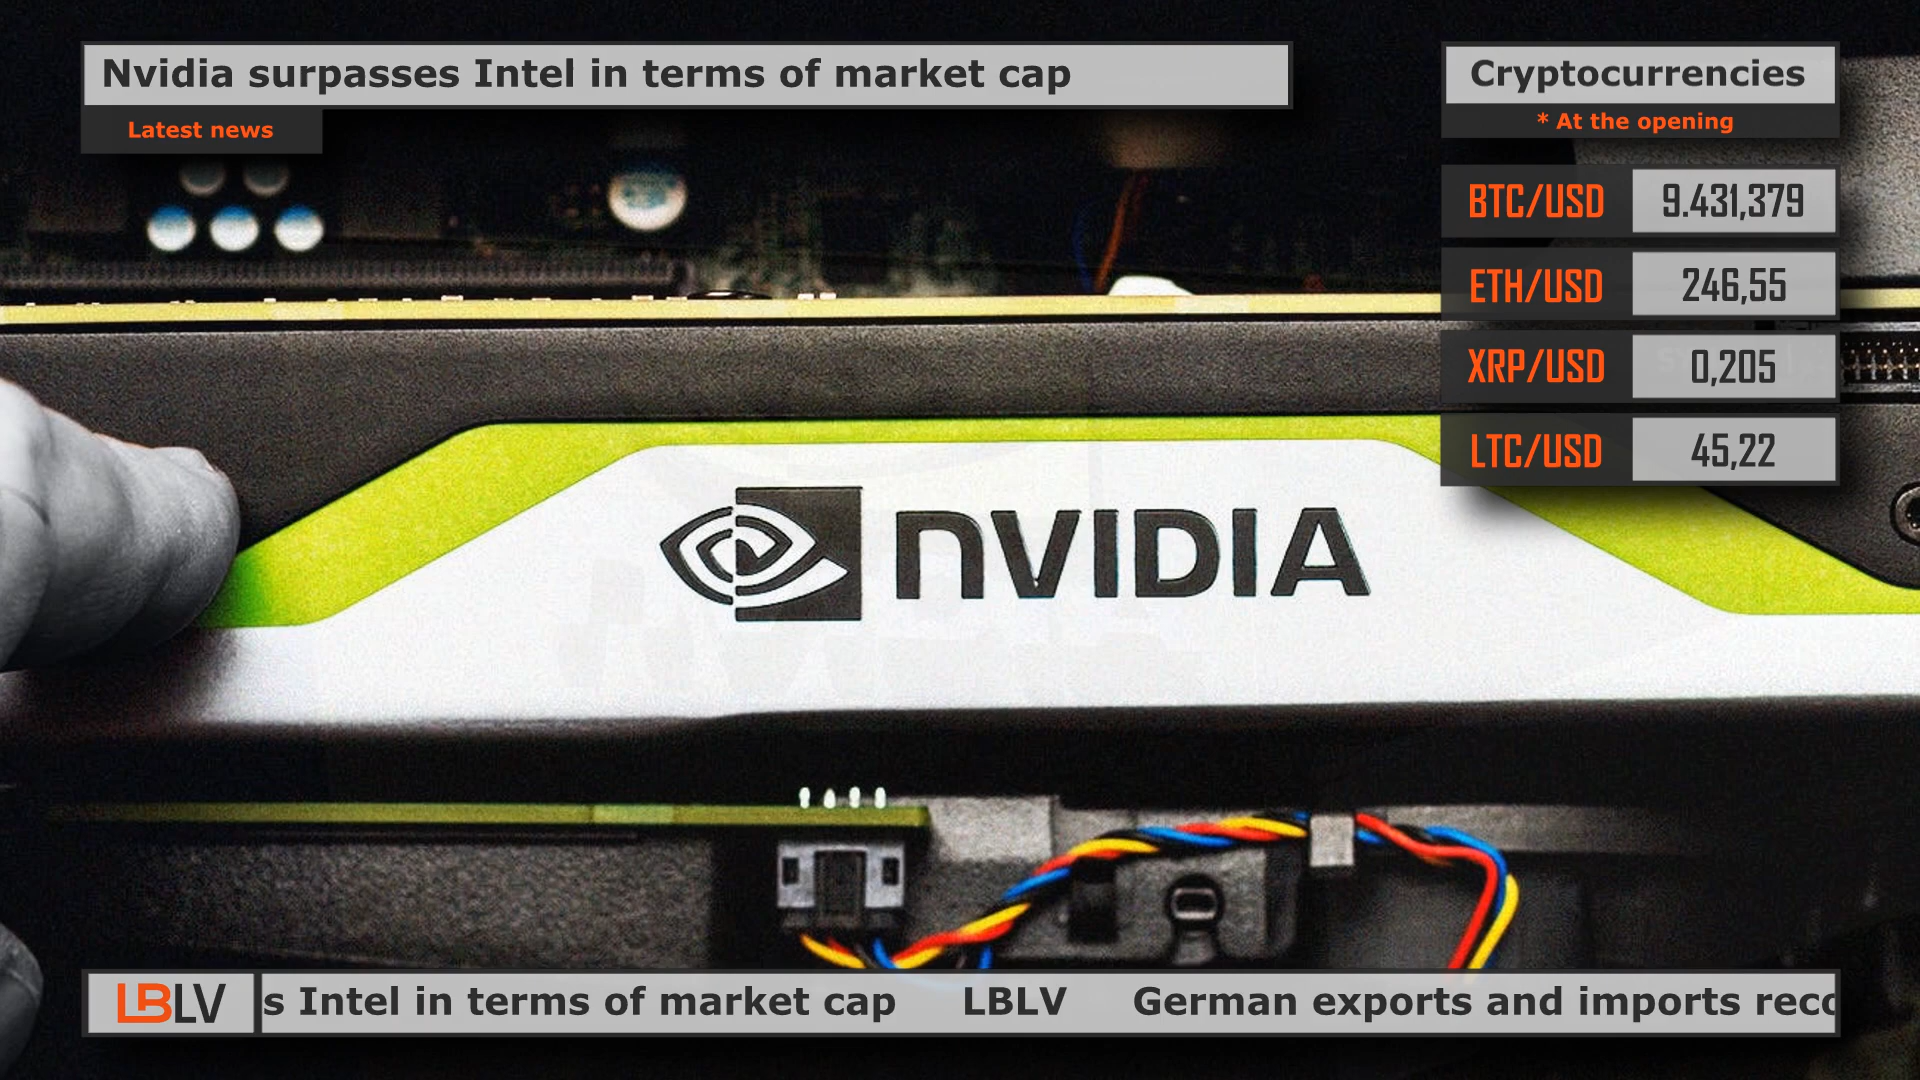 Nvidia surpasses Intel in terms of market cap
Latest news
Cryptocurrencies
* At the opening
BTC/USD 9.431,379
ETH/USD 246,55
XRP/USD 0,205
LTC/USD 45,22
NVIDIA
LBLV s Intel in terms of market cap LBLV German exports and imports reco